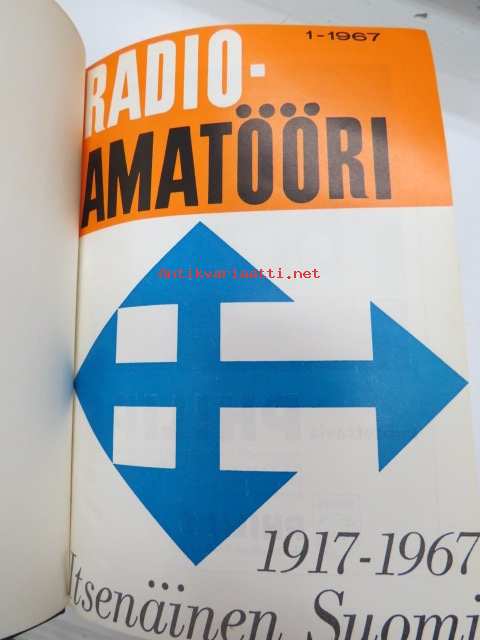 1-1967
RADIO-
AMATÖÖRI
Antikvariaatti.net
1917-1967
Itsenäinen Suomi